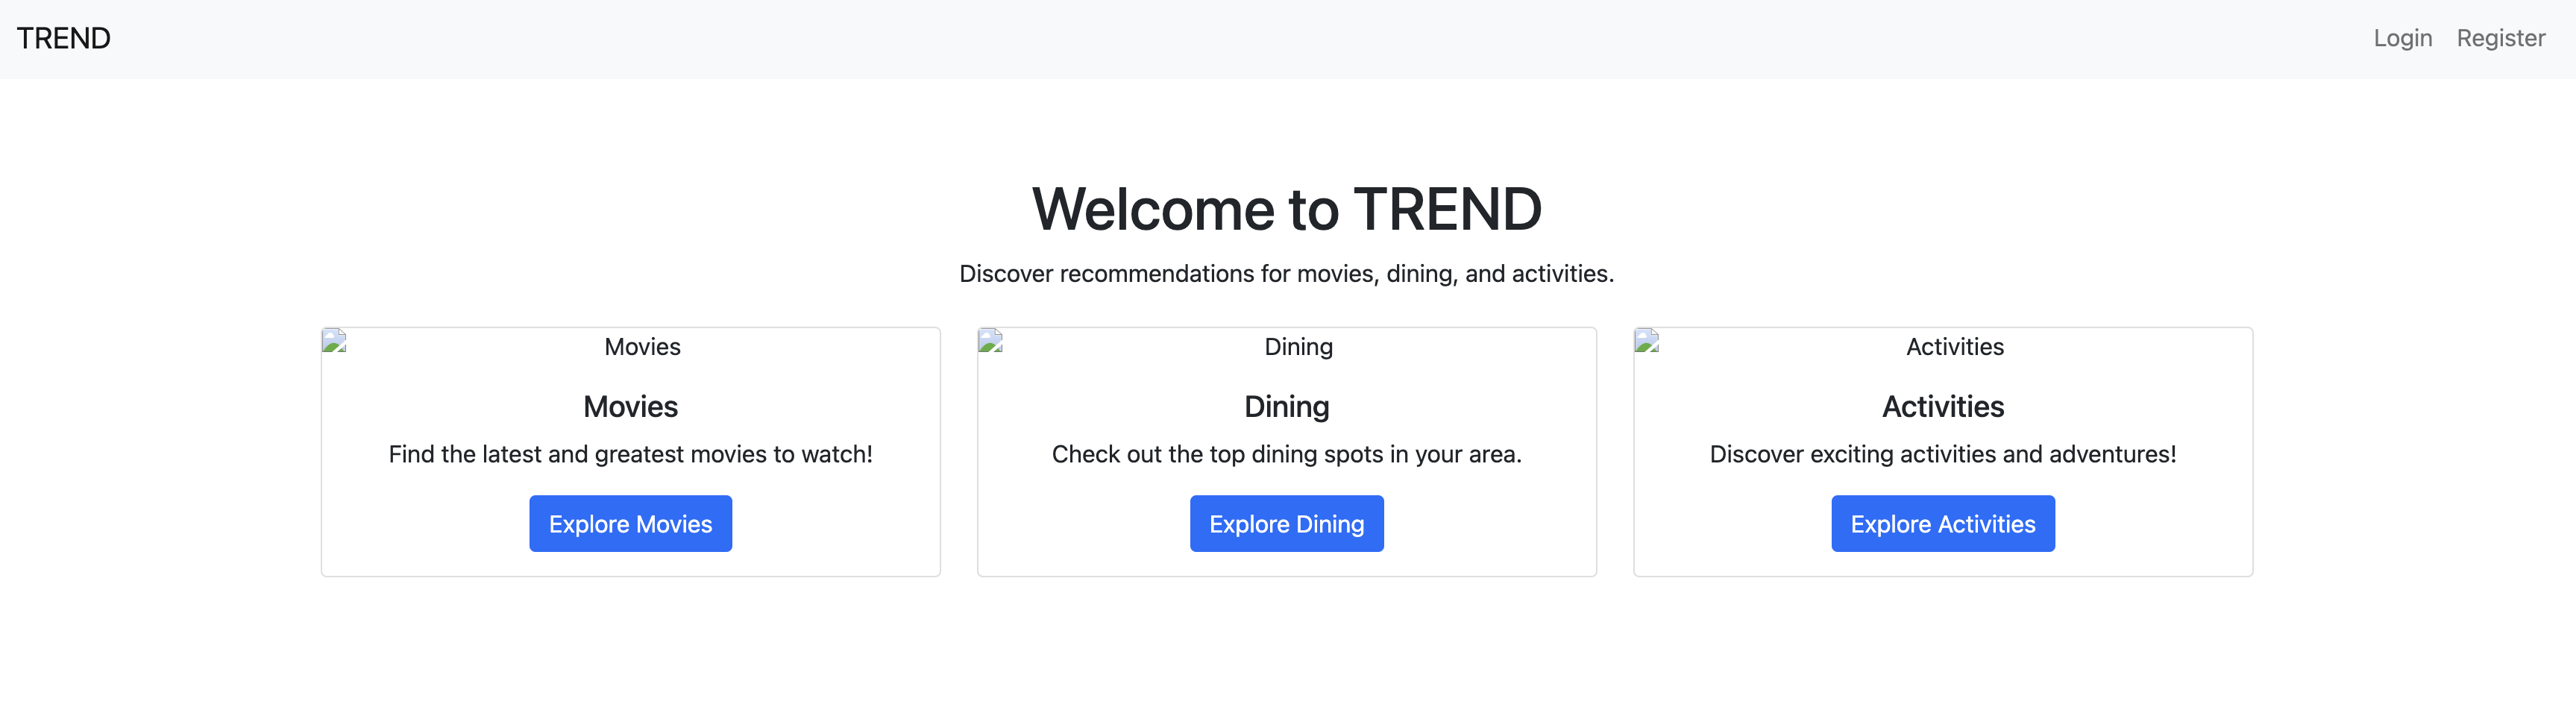 TREND
Login Register
Welcome to TREND
Discover recommendations for movies, dining, and activities.
Movies
Movies
Find the latest and greatest movies to watch!
Explore Movies
Dining
Dining
Check out the top dining spots in your area.
Explore Dining
Activities
Activities
Discover exciting activities and adventures!
Explore Activities